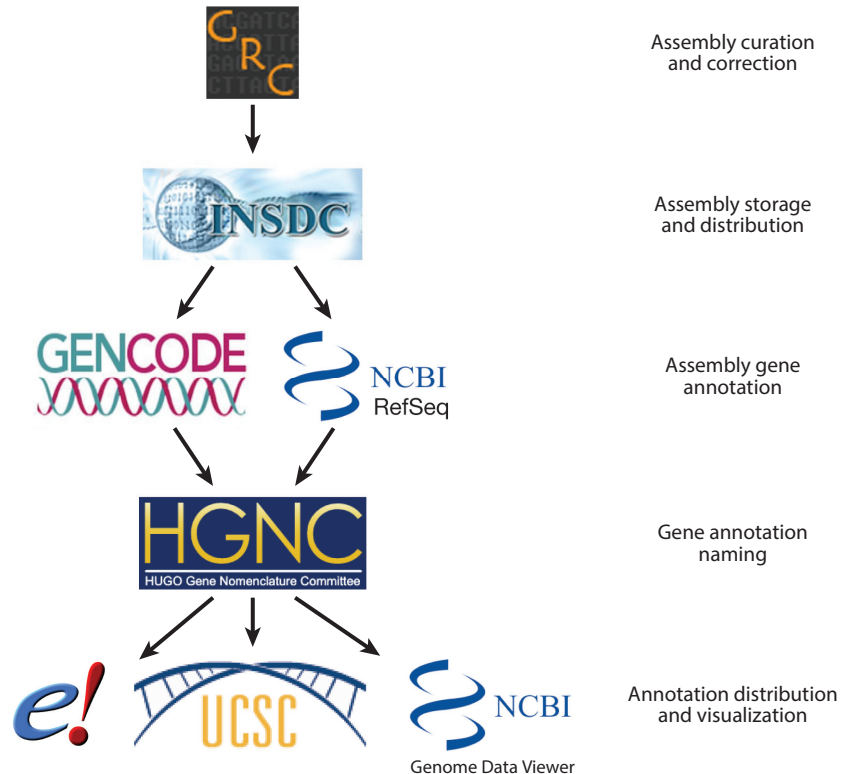 GRC
Assembly curation
and correction
INSDC
Assembly storage
and distribution
GENCODE
NCBI
RefSeq
Assembly gene
annotation
HGNC
HUGO Gene Nomenclature Committee
Gene annotation
naming
e!
UCSC
NCBI
Genome Data Viewer
Annotation distribution
and visualization